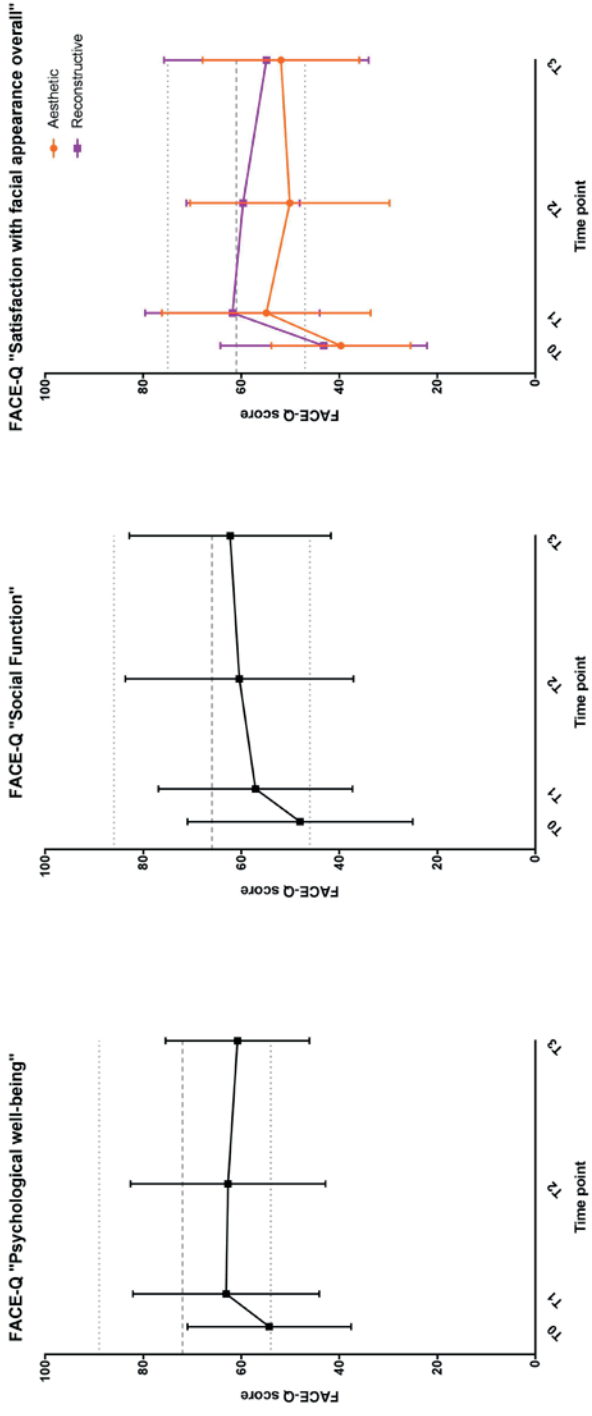 FACE-Q "Psychological well-being"
FACE-Q score
100
80
60
40
20
0
T0
T1
T2
T3
Time point
FACE-Q "Social Function"
FACE-Q score
100
80
60
40
20
0
T0
T1
T2
T3
Time point
FACE-Q "Satisfaction with facial appearance overall"
Aesthetic
Reconstructive
FACE-Q score
100
80
60
40
20
0
T0
T1
T2
T3
Time point